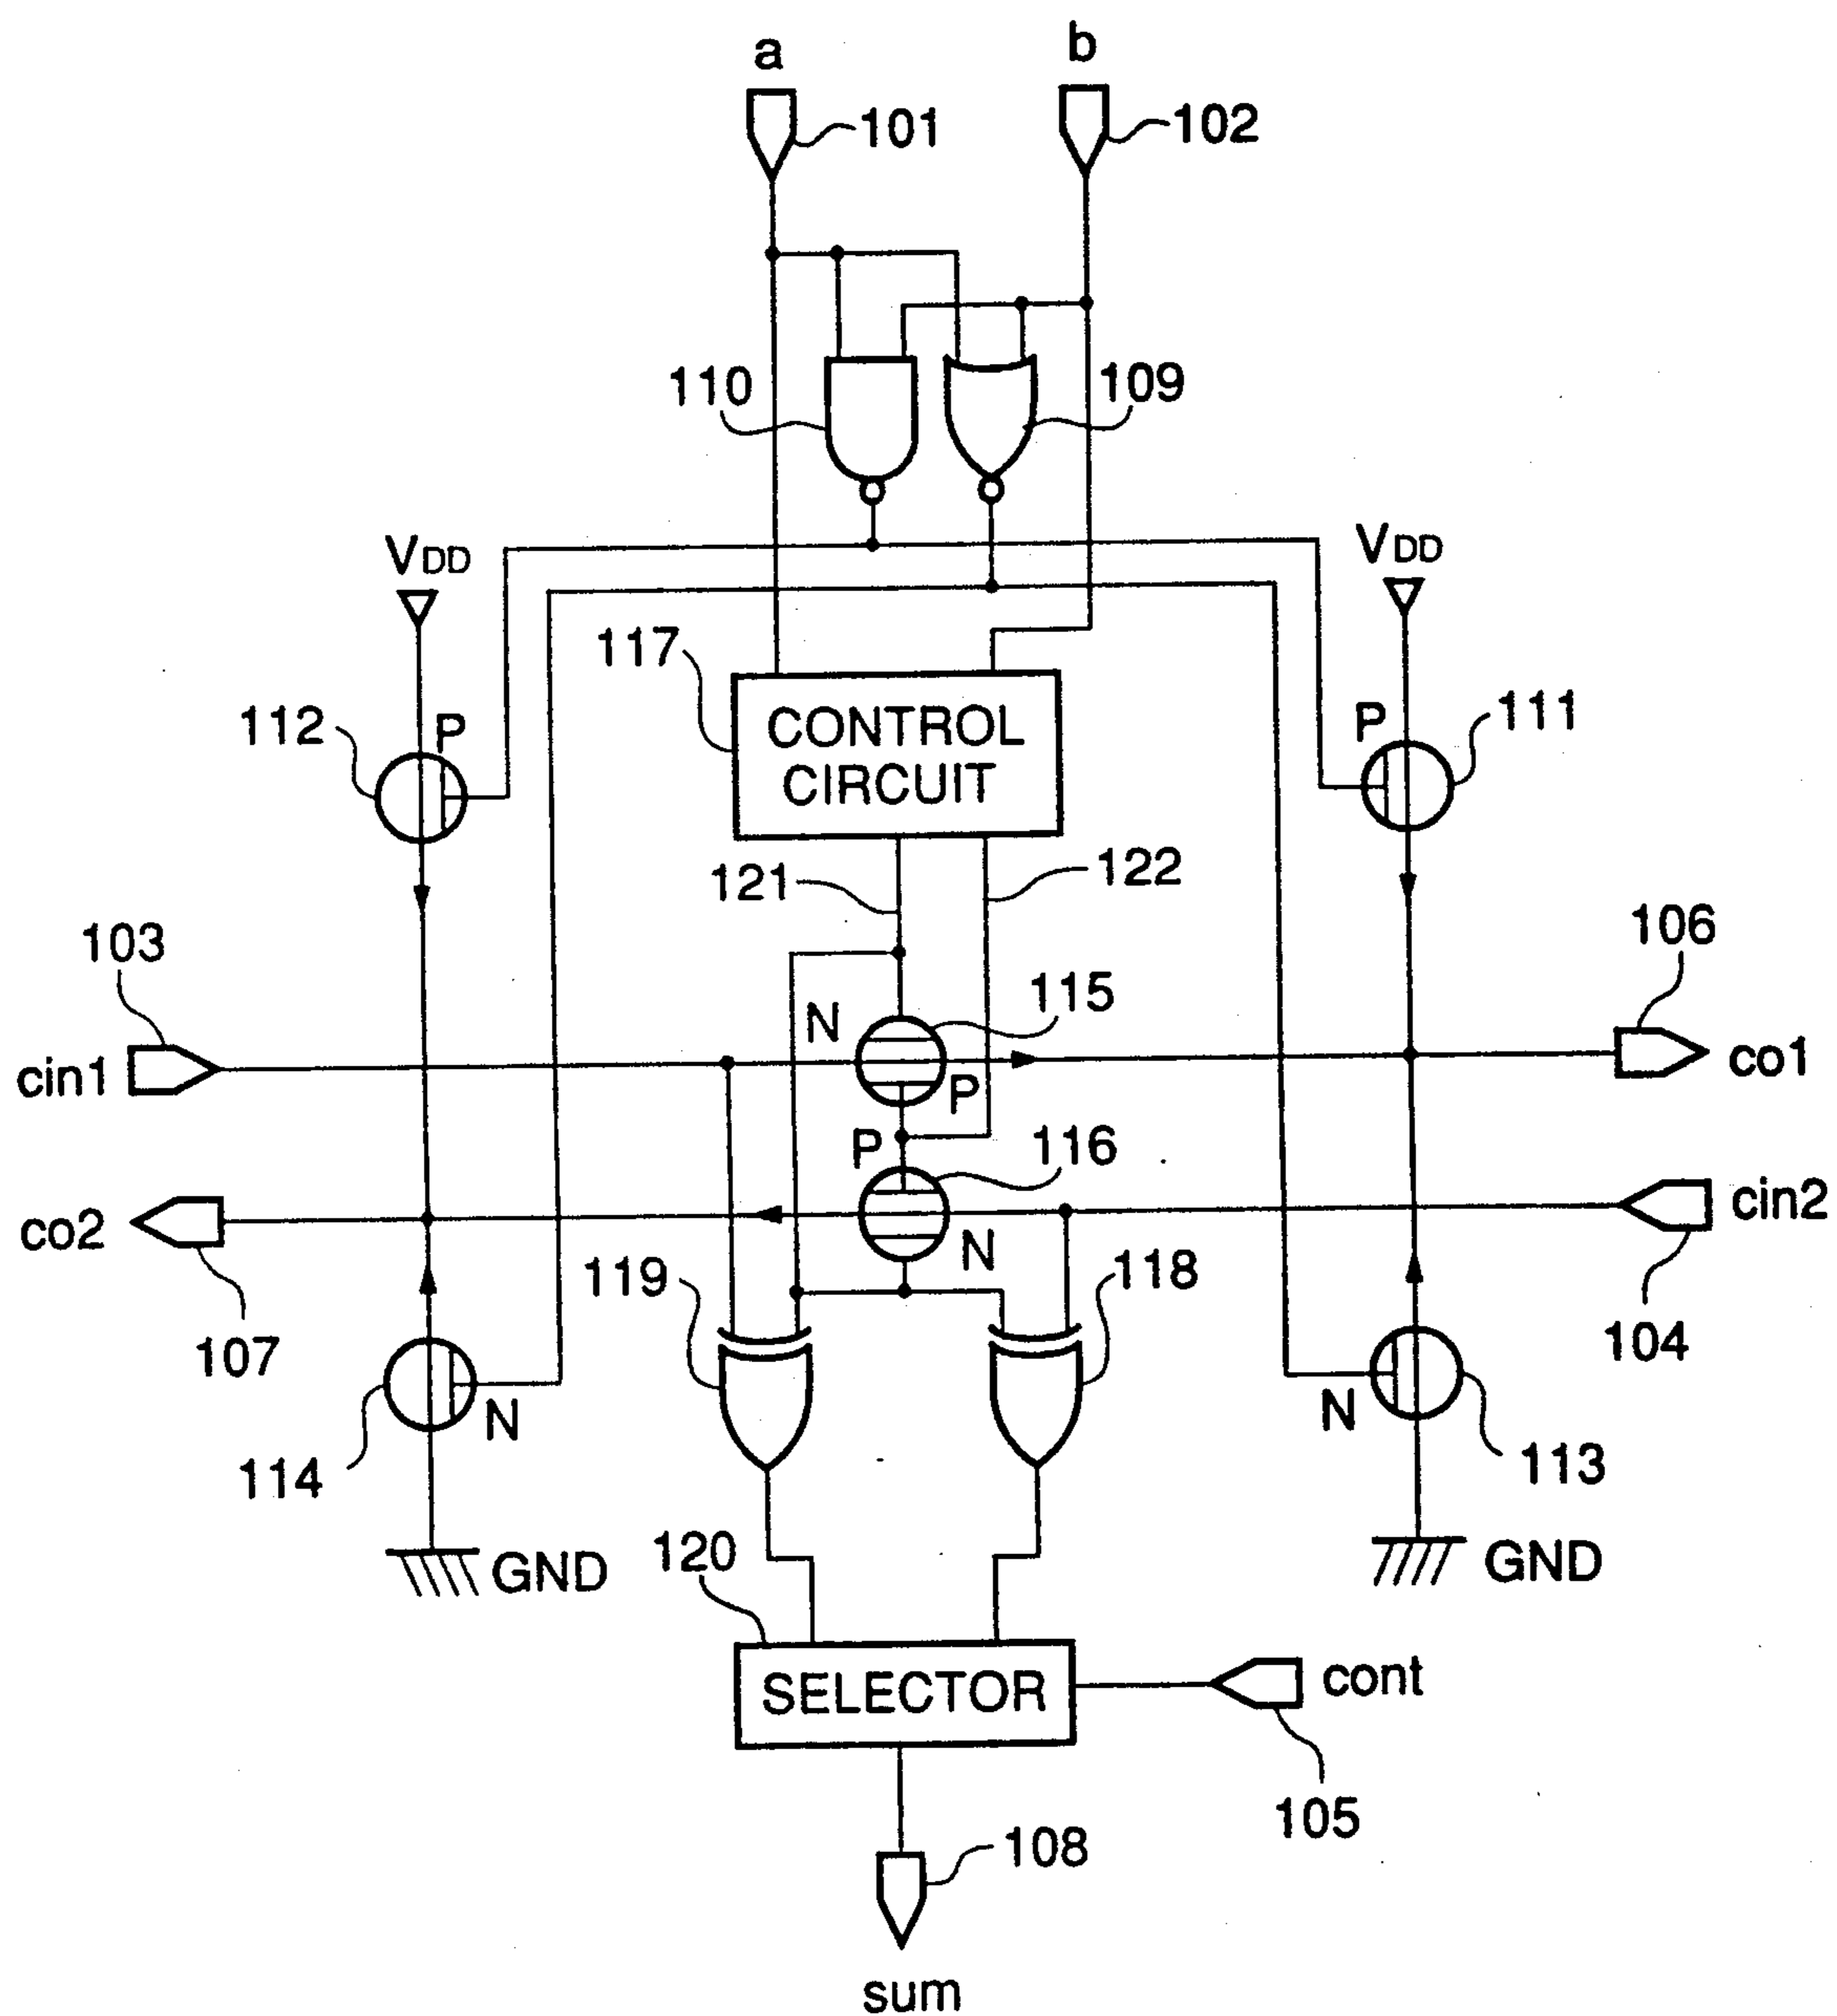 a
b
101
102
110
109
VDD
VDD
117
112
P
CONTROL
CIRCUIT
P
111
121
122
103
106
N
115
cin1
P
co1
P
116
co2
N
cin2
119
118
107
104
N
N
114
113
120
GND
GND
SELECTOR
cont
105
108
sum